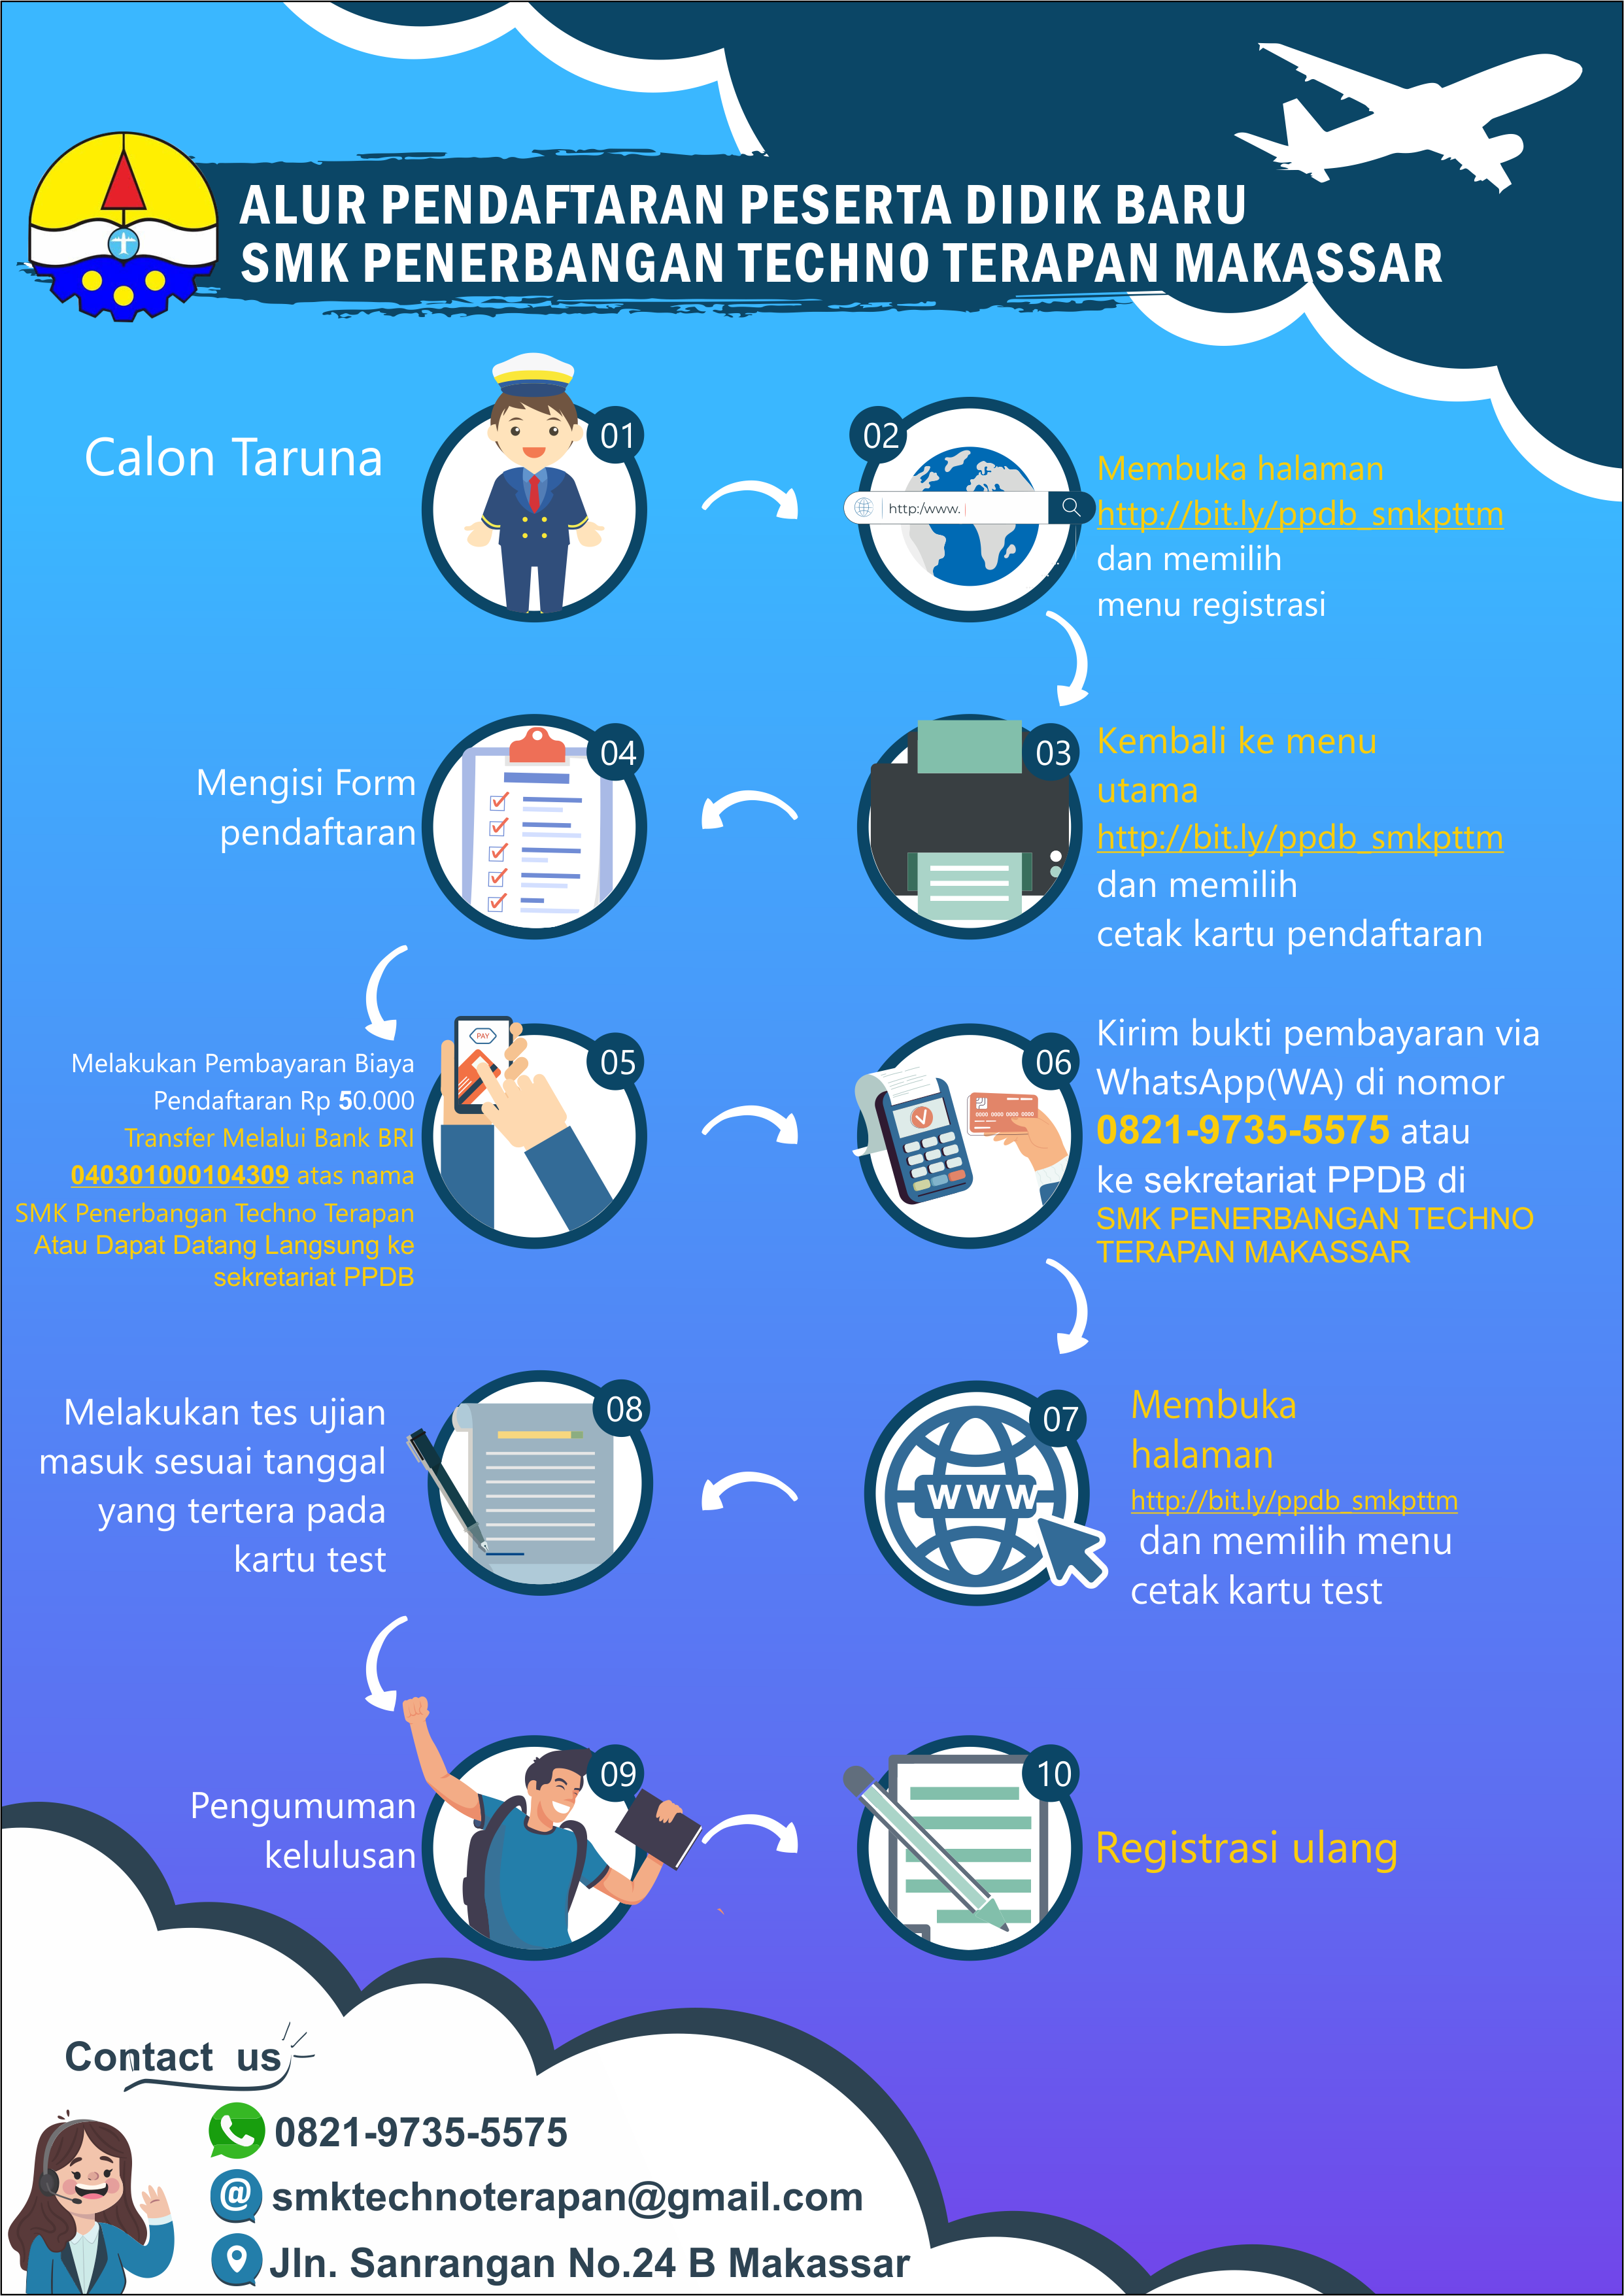 ALUR PENDAFTARAN PESERTA DIDIK BARU
SMK PENERBANGAN TECHNO TERAPAN MAKASSAR
Calon Taruna
01
02
http:/www.
Membuka halaman
http://bit.ly/ppdb_smkpttm
dan memilih
menu registrasi
03
Kembali ke menu
utama
http://bit.ly/ppdb_smkpttm
dan memilih
cetak kartu pendaftaran
04
Mengisi Form
pendaftaran
05
PAY
Melakukan Pembayaran Biaya
Pendaftaran Rp 50.000
Transfer Melalui Bank BRI
040301000104309 atas nama
SMK Penerbangan Techno Terapan
Atau Dapat Datang Langsung ke
sekretariat PPDB
06
0000 0000 0000 0000
Kirim bukti pembayaran via
WhatsApp(WA) di nomor
0821-9735-5575 atau
ke sekretariat PPDB di
SMK PENERBANGAN TECHNO
TERAPAN MAKASSAR
07
WWW
Membuka
halaman
http://bit.ly/ppdb_smkpttm
dan memilih menu
cetak kartu test
08
Melakukan tes ujian
masuk sesuai tanggal
yang tertera pada
kartu test
09
Pengumuman
kelulusan
10
Registrasi ulang
Contact us
0821-9735-5575
@ smktechnoterapan@gmail.com
Jln. Sanrangan No.24 B Makassar